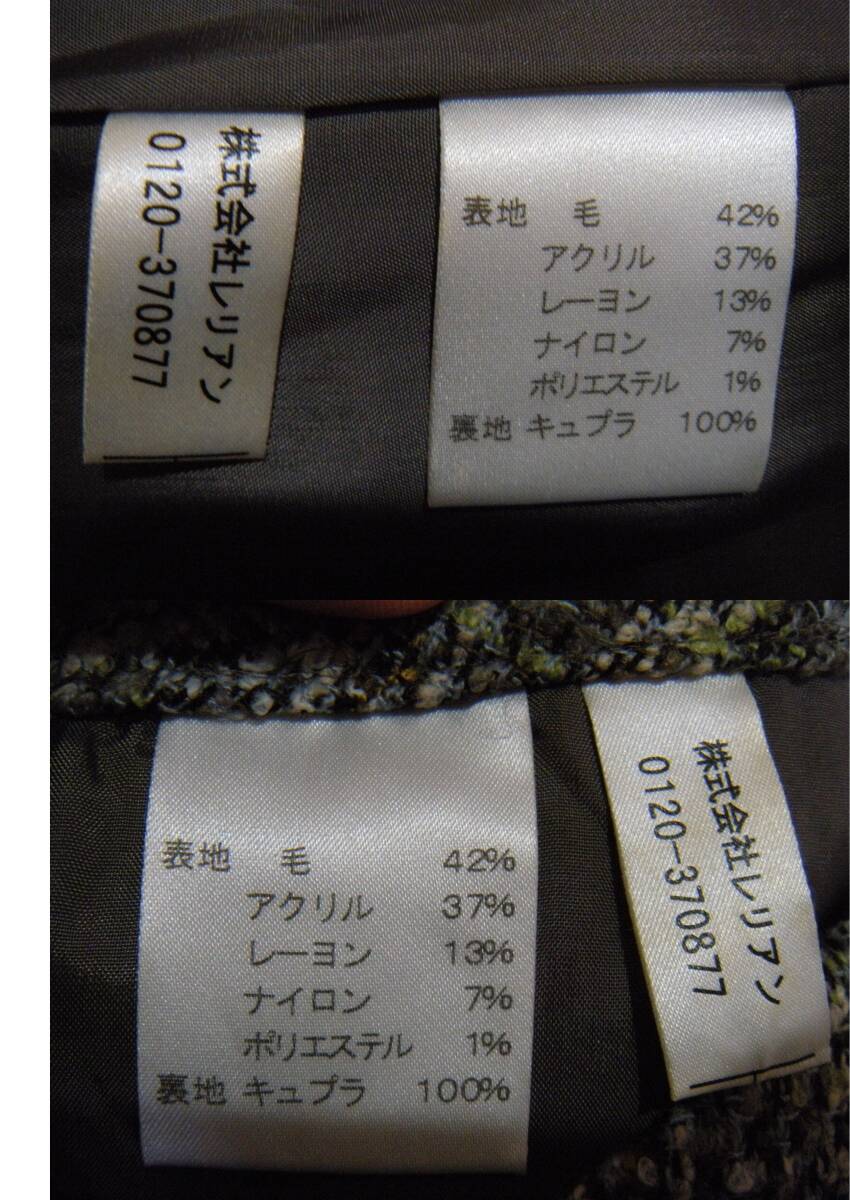 株式会社レリアン
0120-370877
表地 毛 42%
アクリル 37%
レーヨン 13%
ナイロン 7%
ポリエステル 1%
裏地 キュプラ 100%
表地 毛 42%
アクリル 37%
レーヨン 13%
ナイロン 7%
ポリエステル 1%
裏地 キュプラ 100%
株式会社レリアン
0120-370877